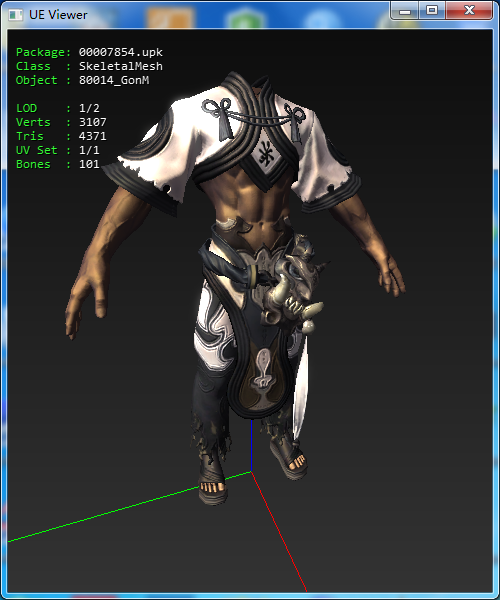 UE Viewer
Package: 00007854.upk
Class : SkeletalMesh
Object : 80014_GonM
LOD : 1/2
Verts : 3107
Tris : 4371
UV Set : 1/1
Bones : 101